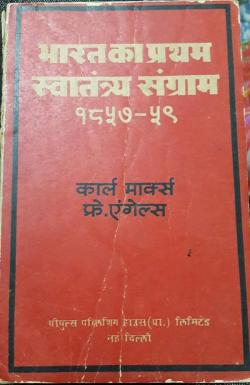 भारत का प्रथम
स्वातंत्र्य संग्राम
१८५७-५९
कार्ल मार्क्स
फ्रे. एंगेल्स
पीपुल्स पब्लिशिंग हाउस (प्रा.) लिमिटेड
नई दिल्ली